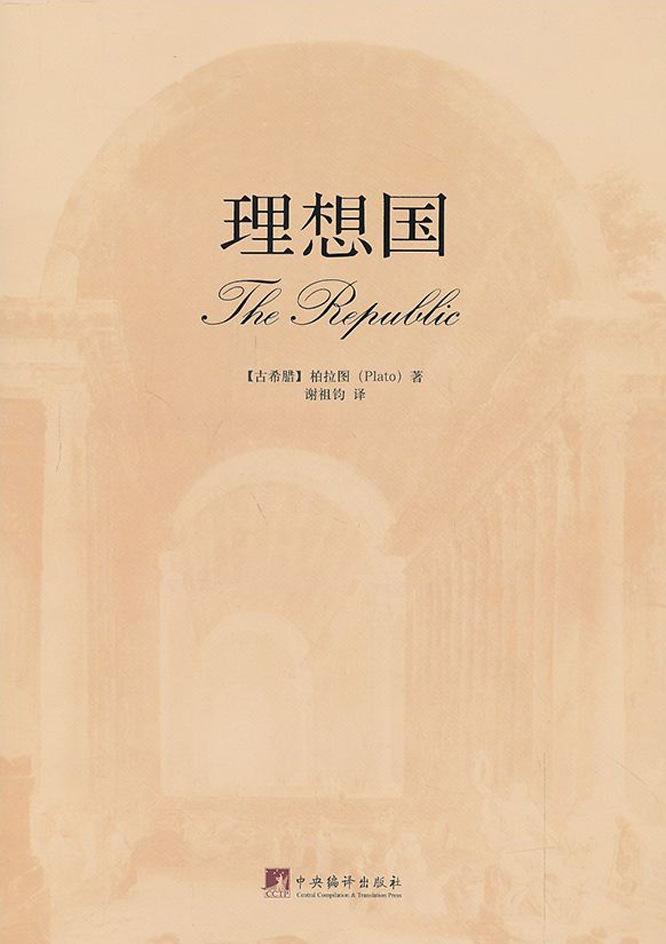 理想国
The Republic
【古希腊】柏拉图(Plato)著
谢祖钧 译
CCTP
中央编译出版社
Central Compilation & Translation Press